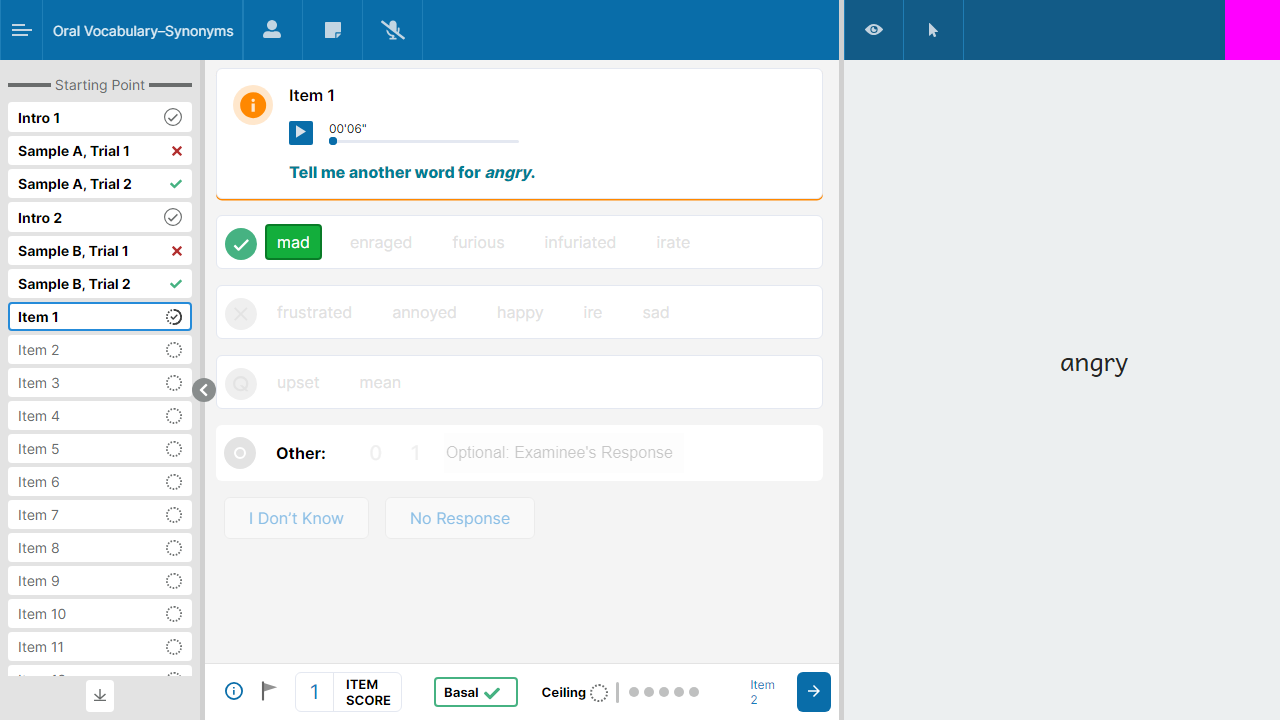 Oral Vocabulary–Synonyms
Starting Point
Intro 1
Sample A, Trial 1
Sample A, Trial 2
Intro 2
Sample B, Trial 1
Sample B, Trial 2
Item 1
Item 2
Item 3
Item 4
Item 5
Item 6
Item 7
Item 8
Item 9
Item 10
Item 11
Item 1
00'06"
Tell me another word for angry.
mad enraged furious infuriated irate
frustrated annoyed happy ire sad
Q upset mean
Other: 0 1 Optional: Examinee's Response
I Don't Know No Response
1 ITEM
SCORE
Basal Ceiling
Item
2
angry